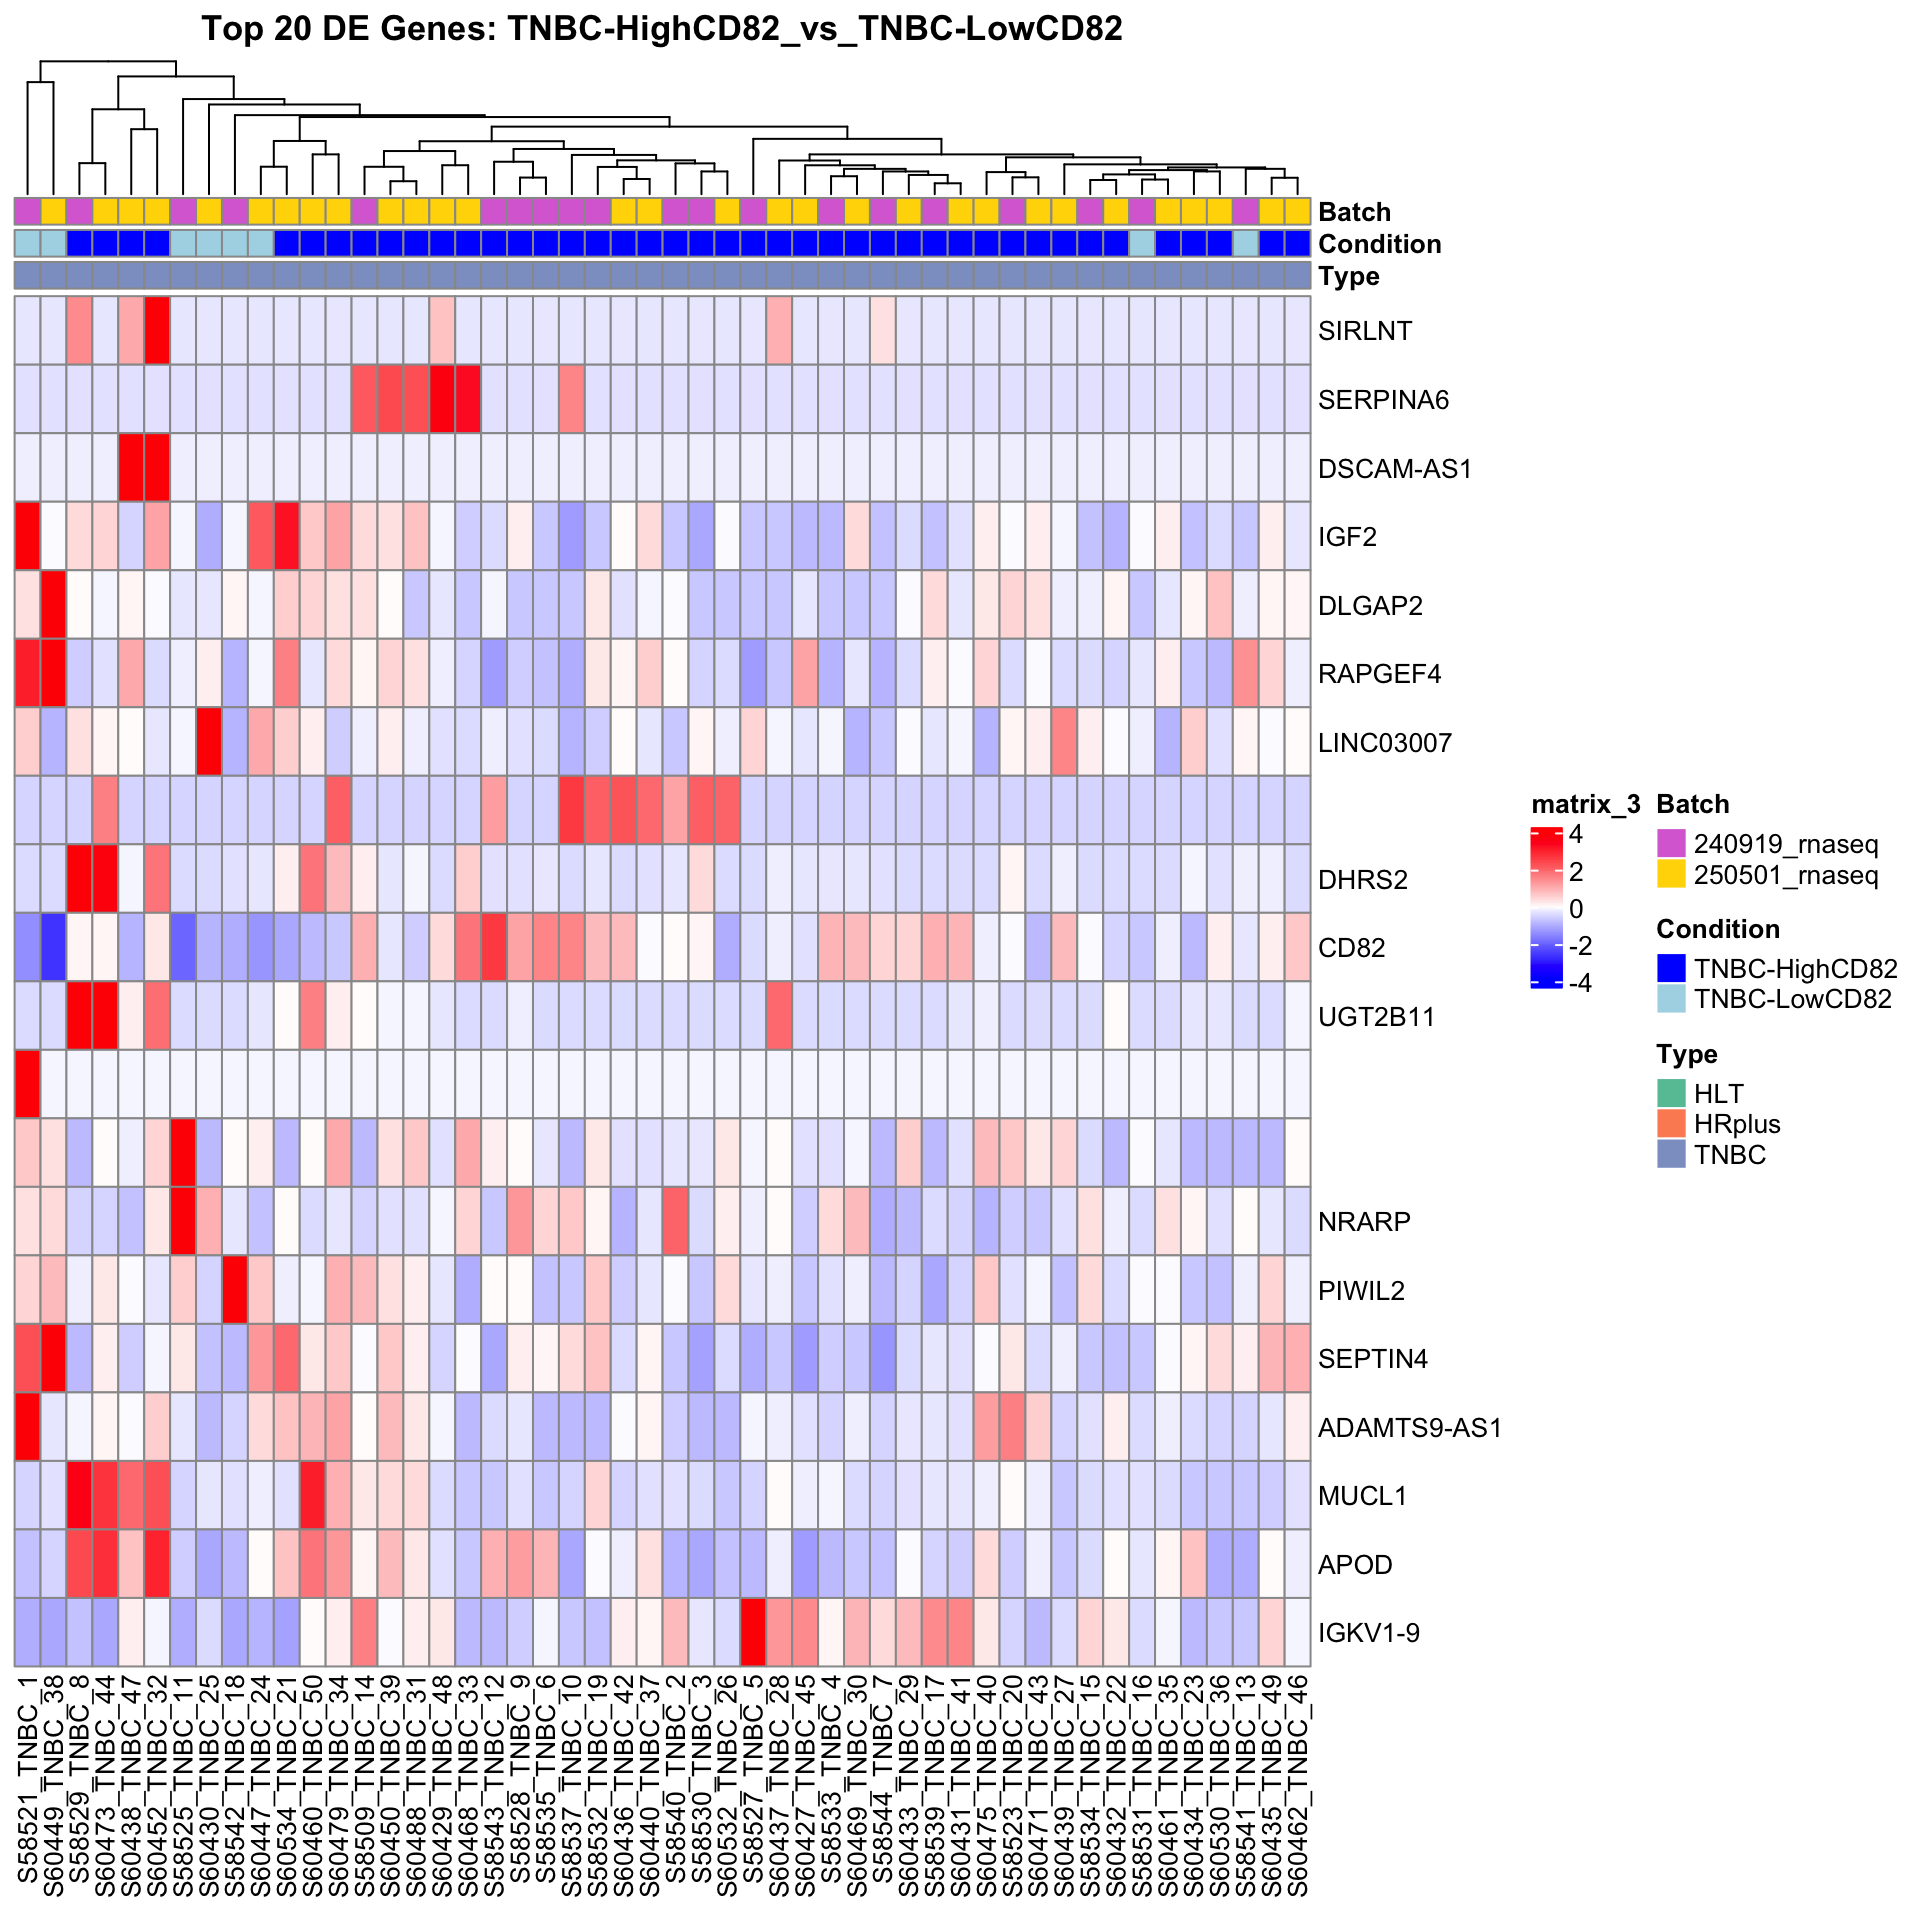 Top 20 DE Genes: TNBC-HighCD82_vs_TNBC-LowCD82
Batch
Condition
Type
SIRLNT
SERPINA6
DSCAM-AS1
IGF2
DLGAP2
RAPGEF4
LINC03007
DHRS2
CD82
UGT2B11
NRARP
PIWIL2
SEPTIN4
ADAMTS9-AS1
MUCL1
APOD
IGKV1-9
S58521_TNBC_1
S60449_TNBC_38
S58529_TNBC_8
S60473_TNBC_44
S60438_TNBC_47
S60452_TNBC_32
S58525_TNBC_11
S60430_TNBC_25
S58542_TNBC_18
S60447_TNBC_24
S60534_TNBC_21
S60460_TNBC_50
S60479_TNBC_34
S58509_TNBC_14
S60450_TNBC_39
S60488_TNBC_31
S60429_TNBC_48
S60468_TNBC_33
S58543_TNBC_12
S58528_TNBC_9
S58535_TNBC_6
S58537_TNBC_10
S58532_TNBC_19
S60436_TNBC_42
S60440_TNBC_37
S58540_TNBC_2
S58530_TNBC_3
S60532_TNBC_26
S58527_TNBC_5
S60437_TNBC_28
S60427_TNBC_45
S58533_TNBC_4
S60469_TNBC_30
S58544_TNBC_7
S60433_TNBC_29
S58539_TNBC_17
S60431_TNBC_41
S60475_TNBC_40
S58523_TNBC_20
S60471_TNBC_43
S60439_TNBC_27
S58534_TNBC_15
S60432_TNBC_22
S58531_TNBC_16
S60461_TNBC_35
S60434_TNBC_23
S60530_TNBC_36
S58541_TNBC_13
S60435_TNBC_49
S60462_TNBC_46
matrix_3
4
2
0
-2
-4
Batch
240919_rnaseq
250501_rnaseq
Condition
TNBC-HighCD82
TNBC-LowCD82
Type
HLT
HRplus
TNBC